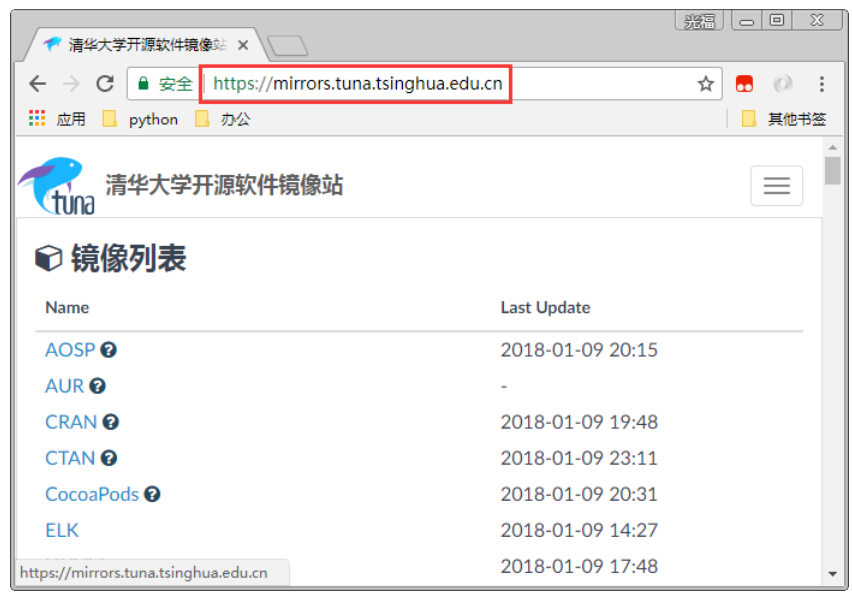 光福
清华大学开源软件镜像站
安全 https://mirrors.tuna.tsinghua.edu.cn
应用 python 办公 其他书签
tuna 清华大学开源软件镜像站
镜像列表
Name Last Update
AOSP 2018-01-09 20:15
AUR -
CRAN 2018-01-09 19:48
CTAN 2018-01-09 23:11
CocoaPods 2018-01-09 20:31
ELK 2018-01-09 14:27
2018-01-09 17:48
https://mirrors.tuna.tsinghua.edu.cn